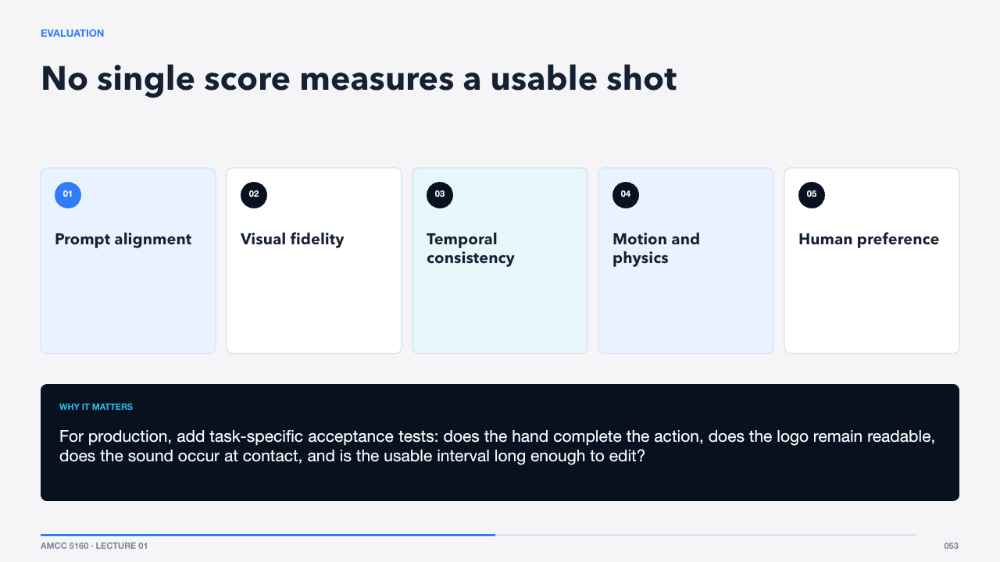 EVALUATION
No single score measures a usable shot
01
Prompt alignment
02
Visual fidelity
03
Temporal
consistency
04
Motion and
physics
05
Human preference
WHY IT MATTERS
For production, add task-specific acceptance tests: does the hand complete the action, does the logo remain readable,
does the sound occur at contact, and is the usable interval long enough to edit?
AMCC 5160 · LECTURE 01
053